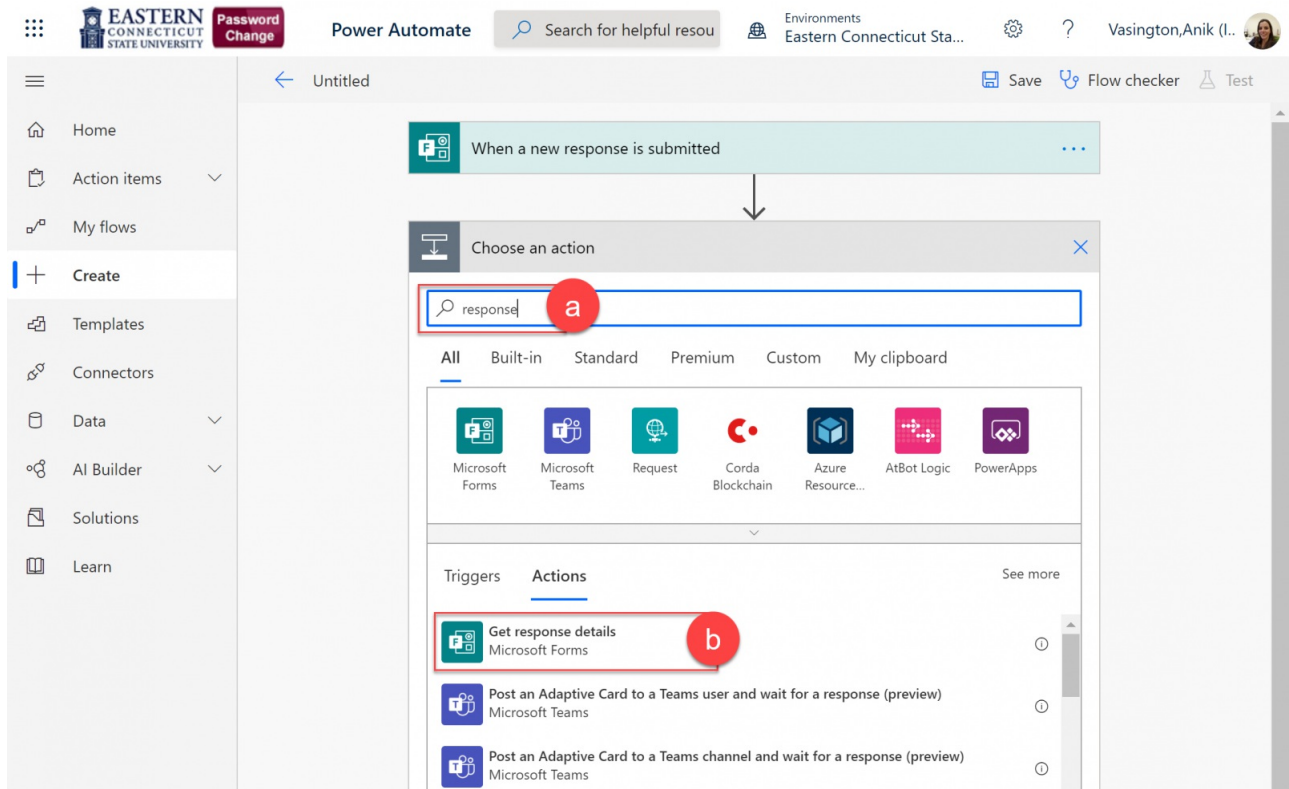 EASTERN
CONNECTICUT
STATE UNIVERSITY
Password
Change
Power Automate
Search for helpful resou
Environments
Eastern Connecticut Sta...
?
Vasington,Anik (I..
Untitled
Save
Flow checker
Test
Home
Action items
My flows
Create
Templates
Connectors
Data
AI Builder
Solutions
Learn
When a new response is submitted
...
Choose an action
response
a
All
Built-in
Standard
Premium
Custom
My clipboard
Microsoft
Forms
Microsoft
Teams
Request
Corda
Blockchain
Azure
Resource...
AtBot Logic
PowerApps
Triggers
Actions
See more
Get response details
Microsoft Forms
b
Post an Adaptive Card to a Teams user and wait for a response (preview)
Microsoft Teams
Post an Adaptive Card to a Teams channel and wait for a response (preview)
Microsoft Teams